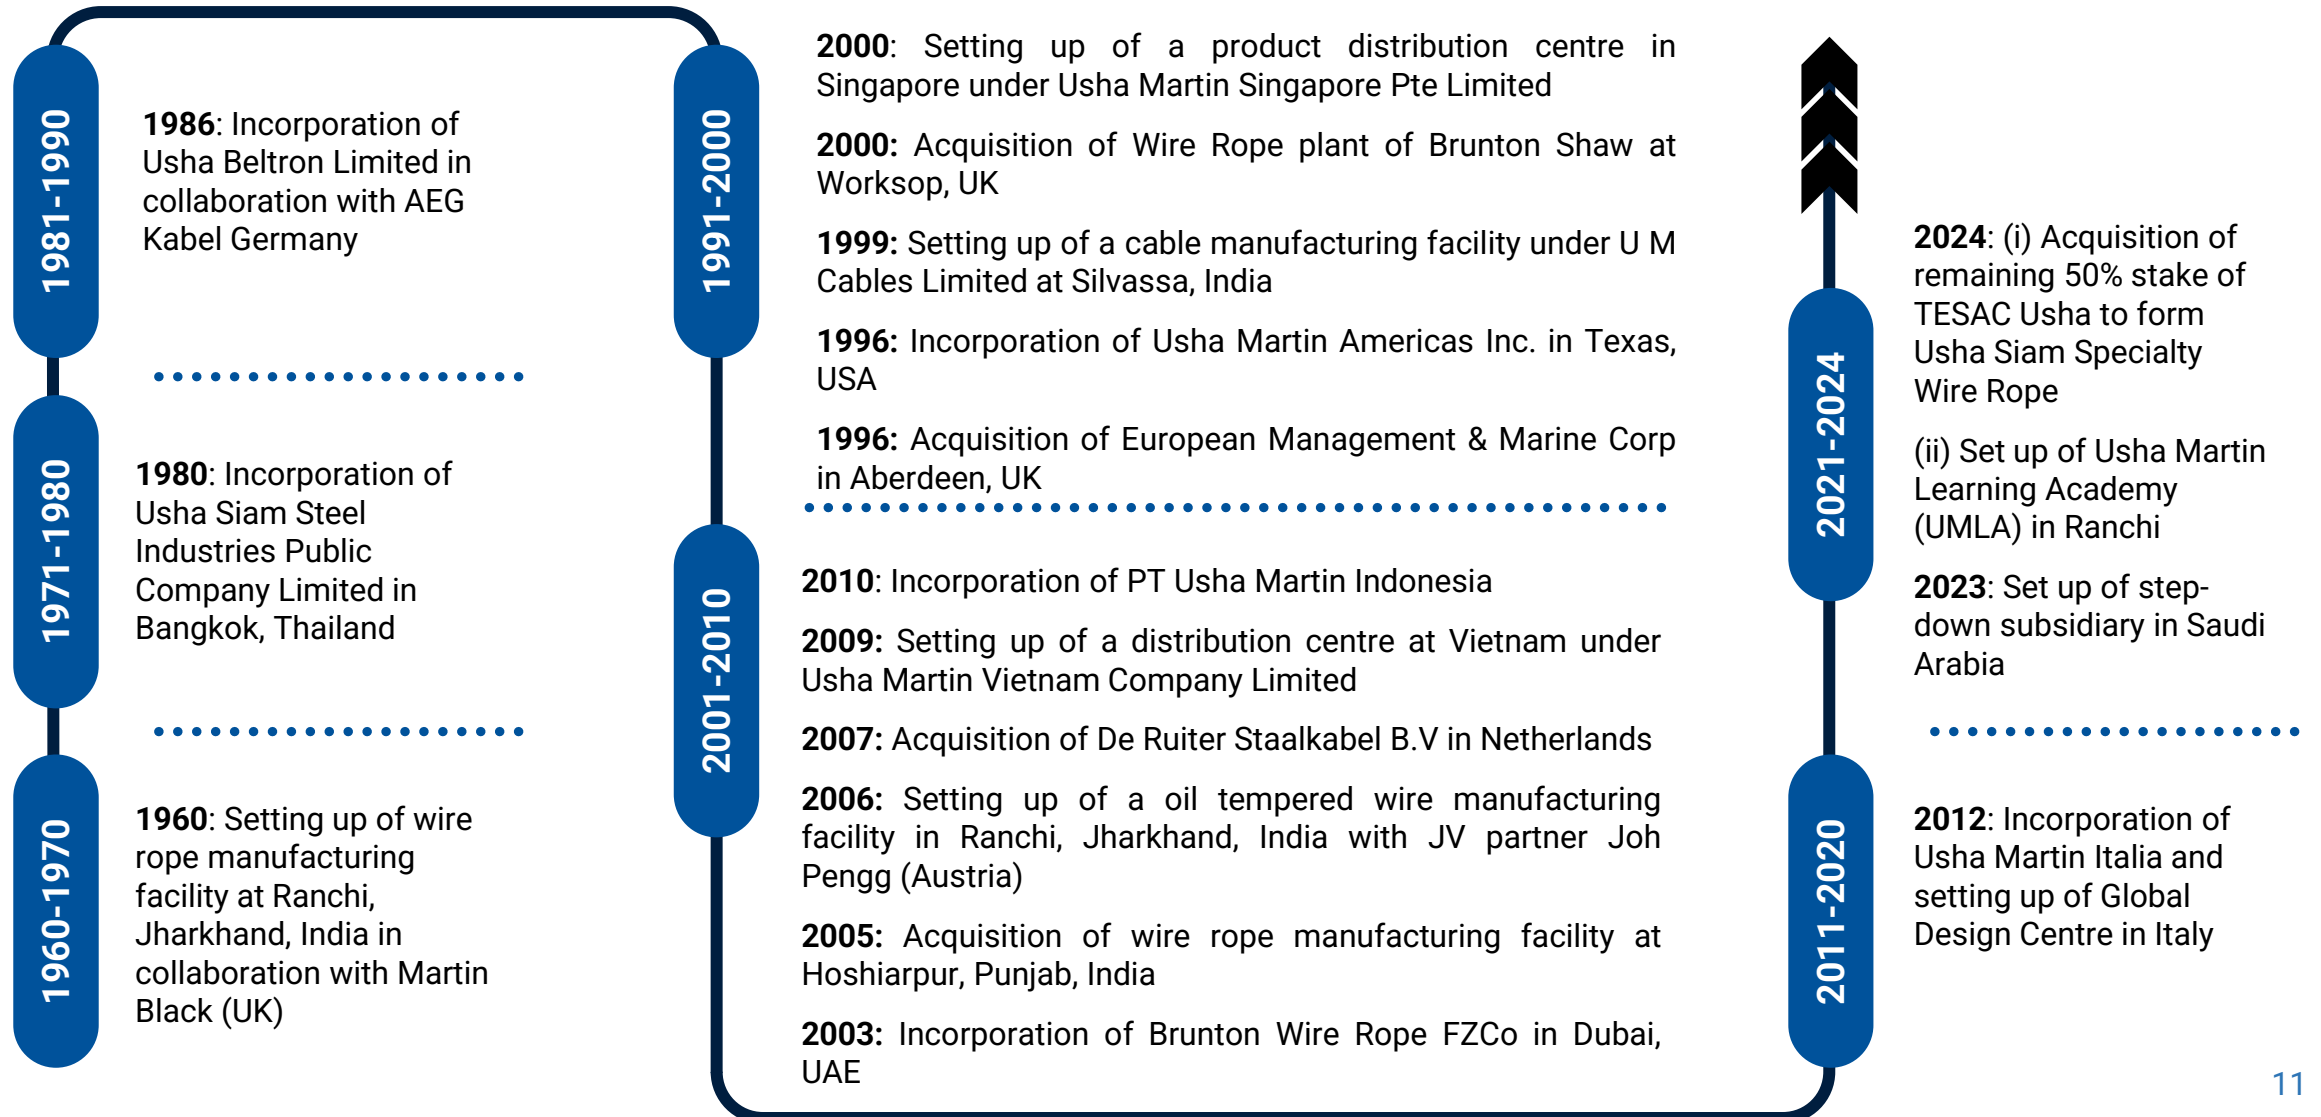 1981-1990
1986: Incorporation of
Usha Beltron Limited in
collaboration with AEG
Kabel Germany
1971-1980
1980: Incorporation of
Usha Siam Steel
Industries Public
Company Limited in
Bangkok, Thailand
1960-1970
1960: Setting up of wire
rope manufacturing
facility at Ranchi,
Jharkhand, India in
collaboration with Martin
Black (UK)
1991-2000
2000: Setting up of a product distribution centre in
Singapore under Usha Martin Singapore Pte Limited
2000: Acquisition of Wire Rope plant of Brunton Shaw at
Worksop, UK
1999: Setting up of a cable manufacturing facility under U M
Cables Limited at Silvassa, India
1996: Incorporation of Usha Martin Americas Inc. in Texas,
USA
1996: Acquisition of European Management & Marine Corp
in Aberdeen, UK
2001-2010
2010: Incorporation of PT Usha Martin Indonesia
2009: Setting up of a distribution centre at Vietnam under
Usha Martin Vietnam Company Limited
2007: Acquisition of De Ruiter Staalkabel B.V in Netherlands
2006: Setting up of a oil tempered wire manufacturing
facility in Ranchi, Jharkhand, India with JV partner Joh
Pengg (Austria)
2005: Acquisition of wire rope manufacturing facility at
Hoshiarpur, Punjab, India
2003: Incorporation of Brunton Wire Rope FZCo in Dubai,
UAE
2021-2024
2024: (i) Acquisition of
remaining 50% stake of
TESAC Usha to form
Usha Siam Specialty
Wire Rope
(ii) Set up of Usha Martin
Learning Academy
(UMLA) in Ranchi
2023: Set up of step-
down subsidiary in Saudi
Arabia
2011-2020
2012: Incorporation of
Usha Martin Italia and
setting up of Global
Design Centre in Italy
11